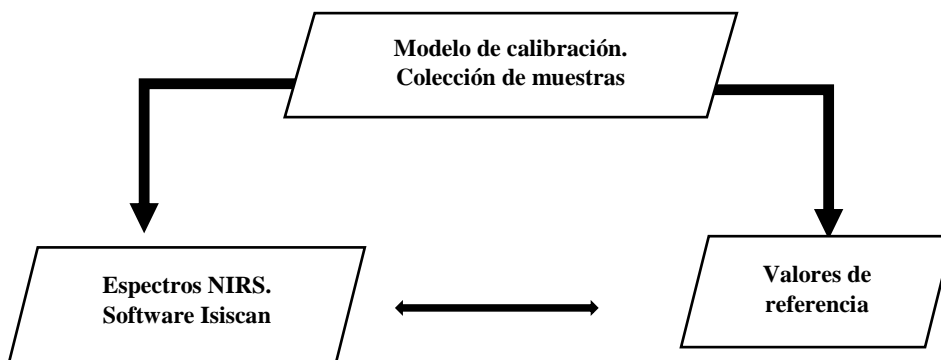 Modelo de calibración.
Colección de muestras
Espectros NIRS.
Software Isiscan
Valores de
referencia